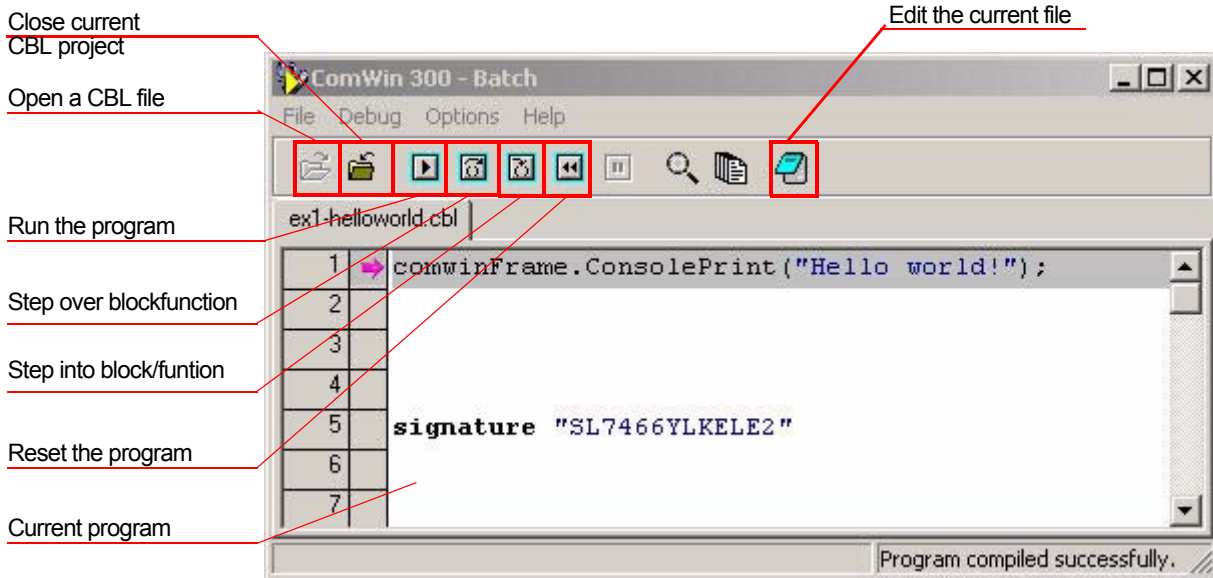 Close current
CBL project
Edit the current file
Open a CBL file
ComWin 300 - Batch
File Debug Options Help
Run the program
ex1-helloworld.cbl
1 comwinFrame.ConsolePrint("Hello world!");
Step over blockfunction
2
3
Step into block/funtion
4
5 signature "SL7466YLKELE2"
Reset the program
6
7
Current program
Program compiled successfully.